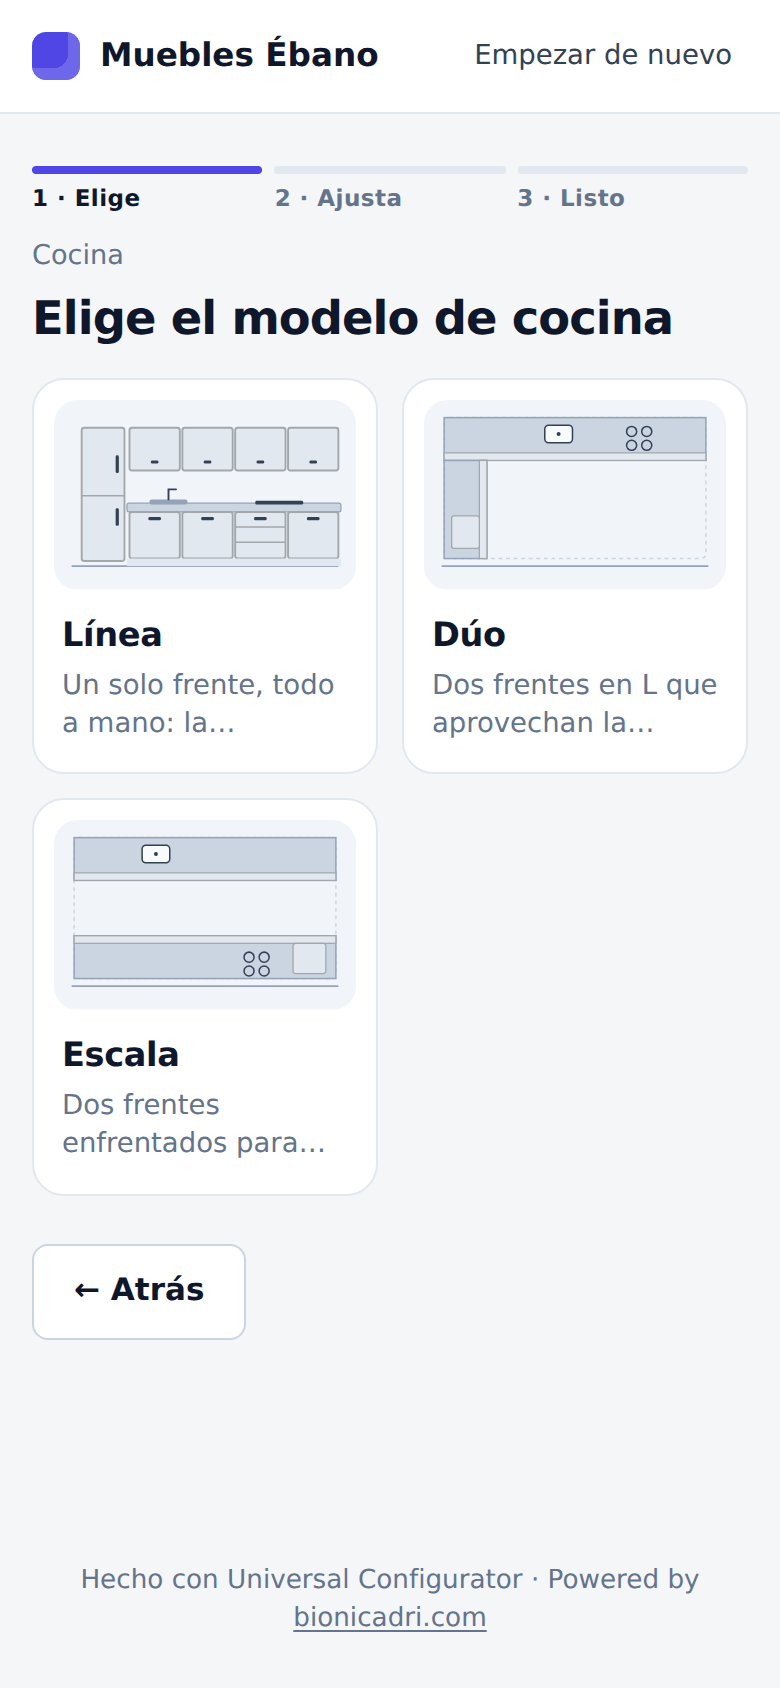 Muebles Ébano
Empezar de nuevo
1 · Elige
2 · Ajusta
3 · Listo
Cocina
Elige el modelo de cocina
Línea
Un solo frente, todo
a mano: la…
Dúo
Dos frentes en L que
aprovechan la…
Escala
Dos frentes
enfrentados para…
← Atrás
Hecho con Universal Configurator · Powered by
bionicadri.com